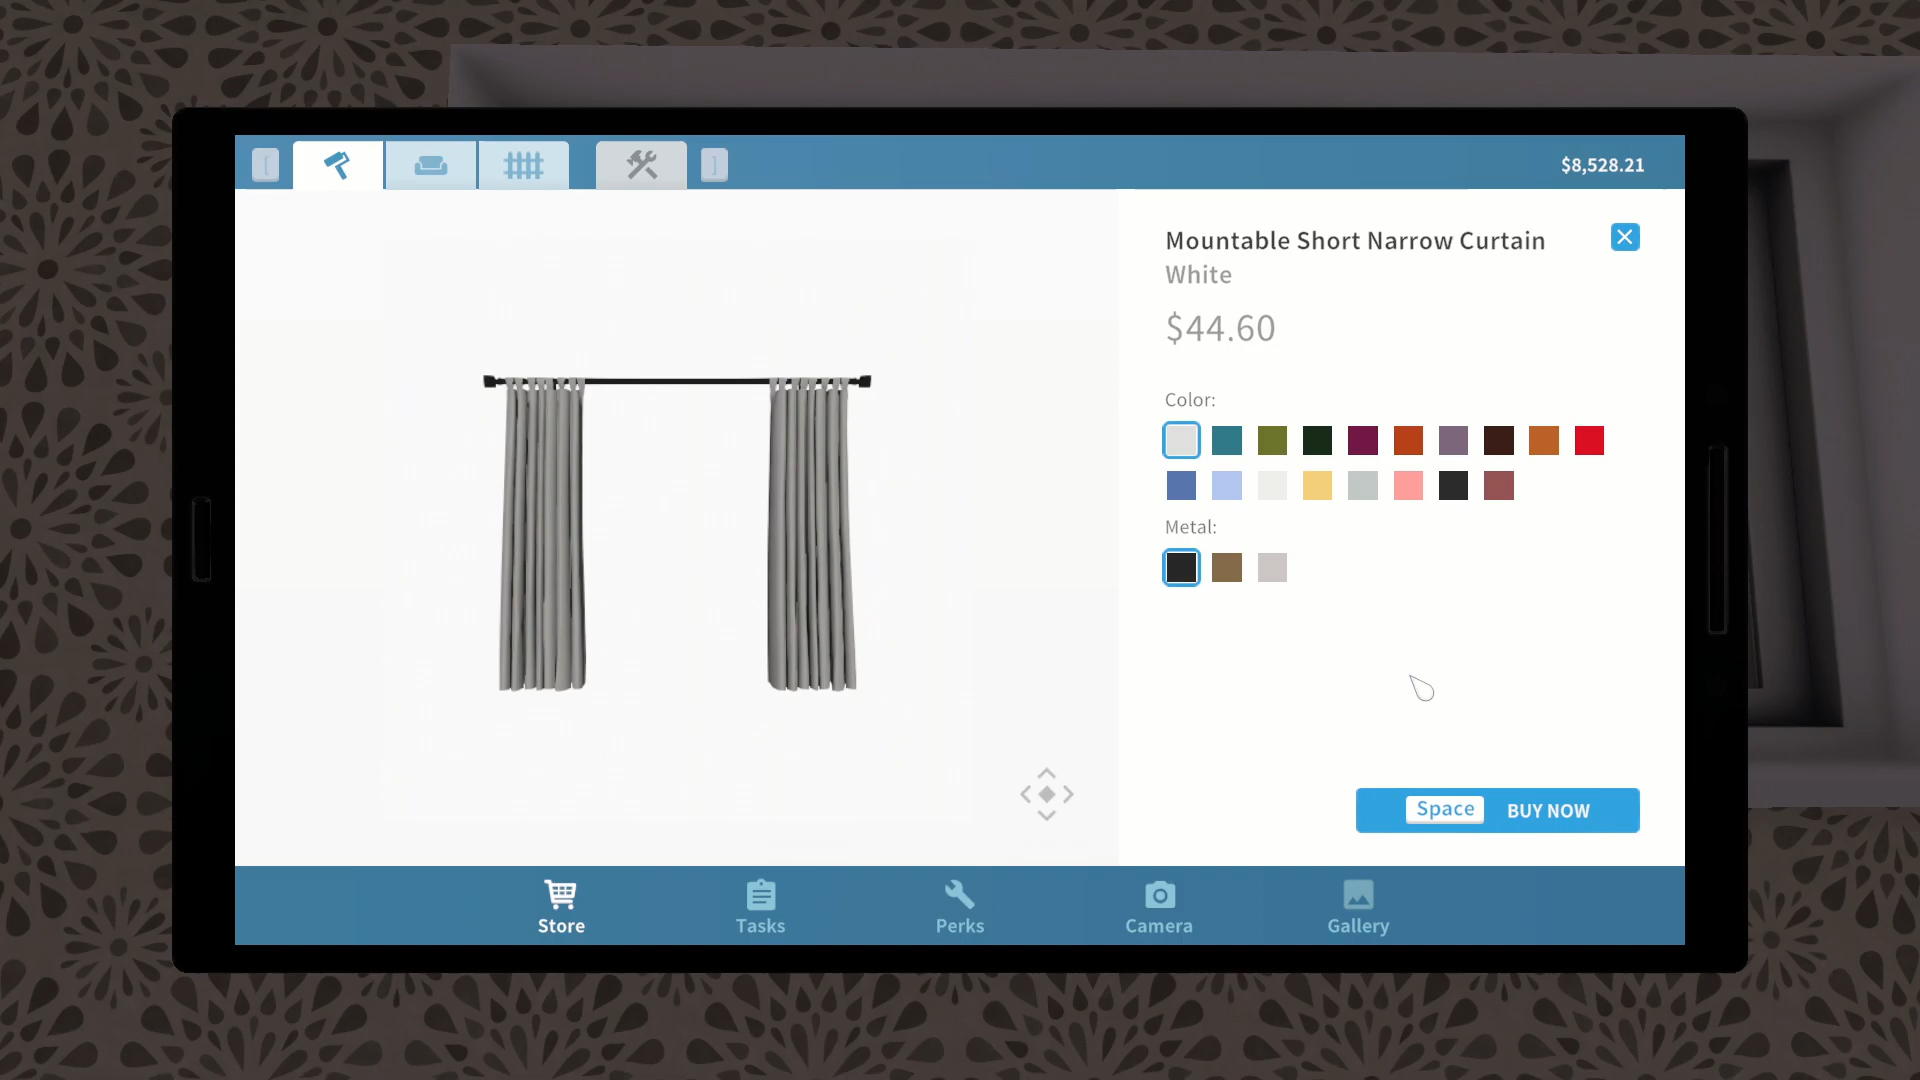 [
]
$8,528.21
Mountable Short Narrow Curtain
White
$44.60
Color:
Metal:
Space BUY NOW
Store
Tasks
Perks
Camera
Gallery